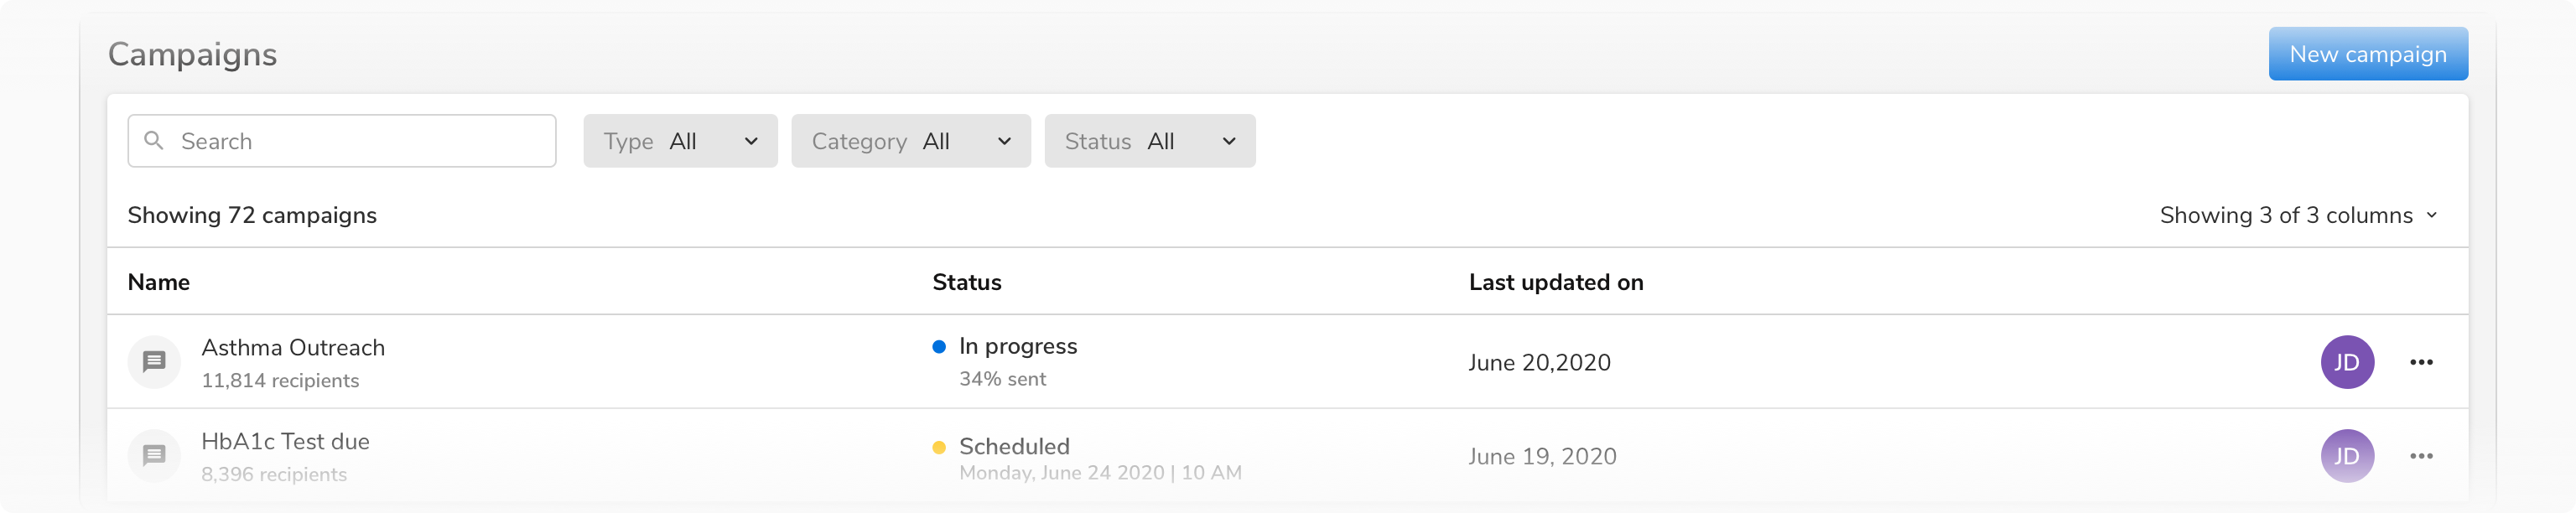 Campaigns
New campaign
Search
Type All
Category All
Status All
Showing 72 campaigns
Showing 3 of 3 columns
Name
Status
Last updated on
Asthma Outreach
11,814 recipients
In progress
34% sent
June 20,2020
JD
HbA1c Test due
8,396 recipients
Scheduled
Monday, June 24 2020 | 10 AM
June 19, 2020
JD